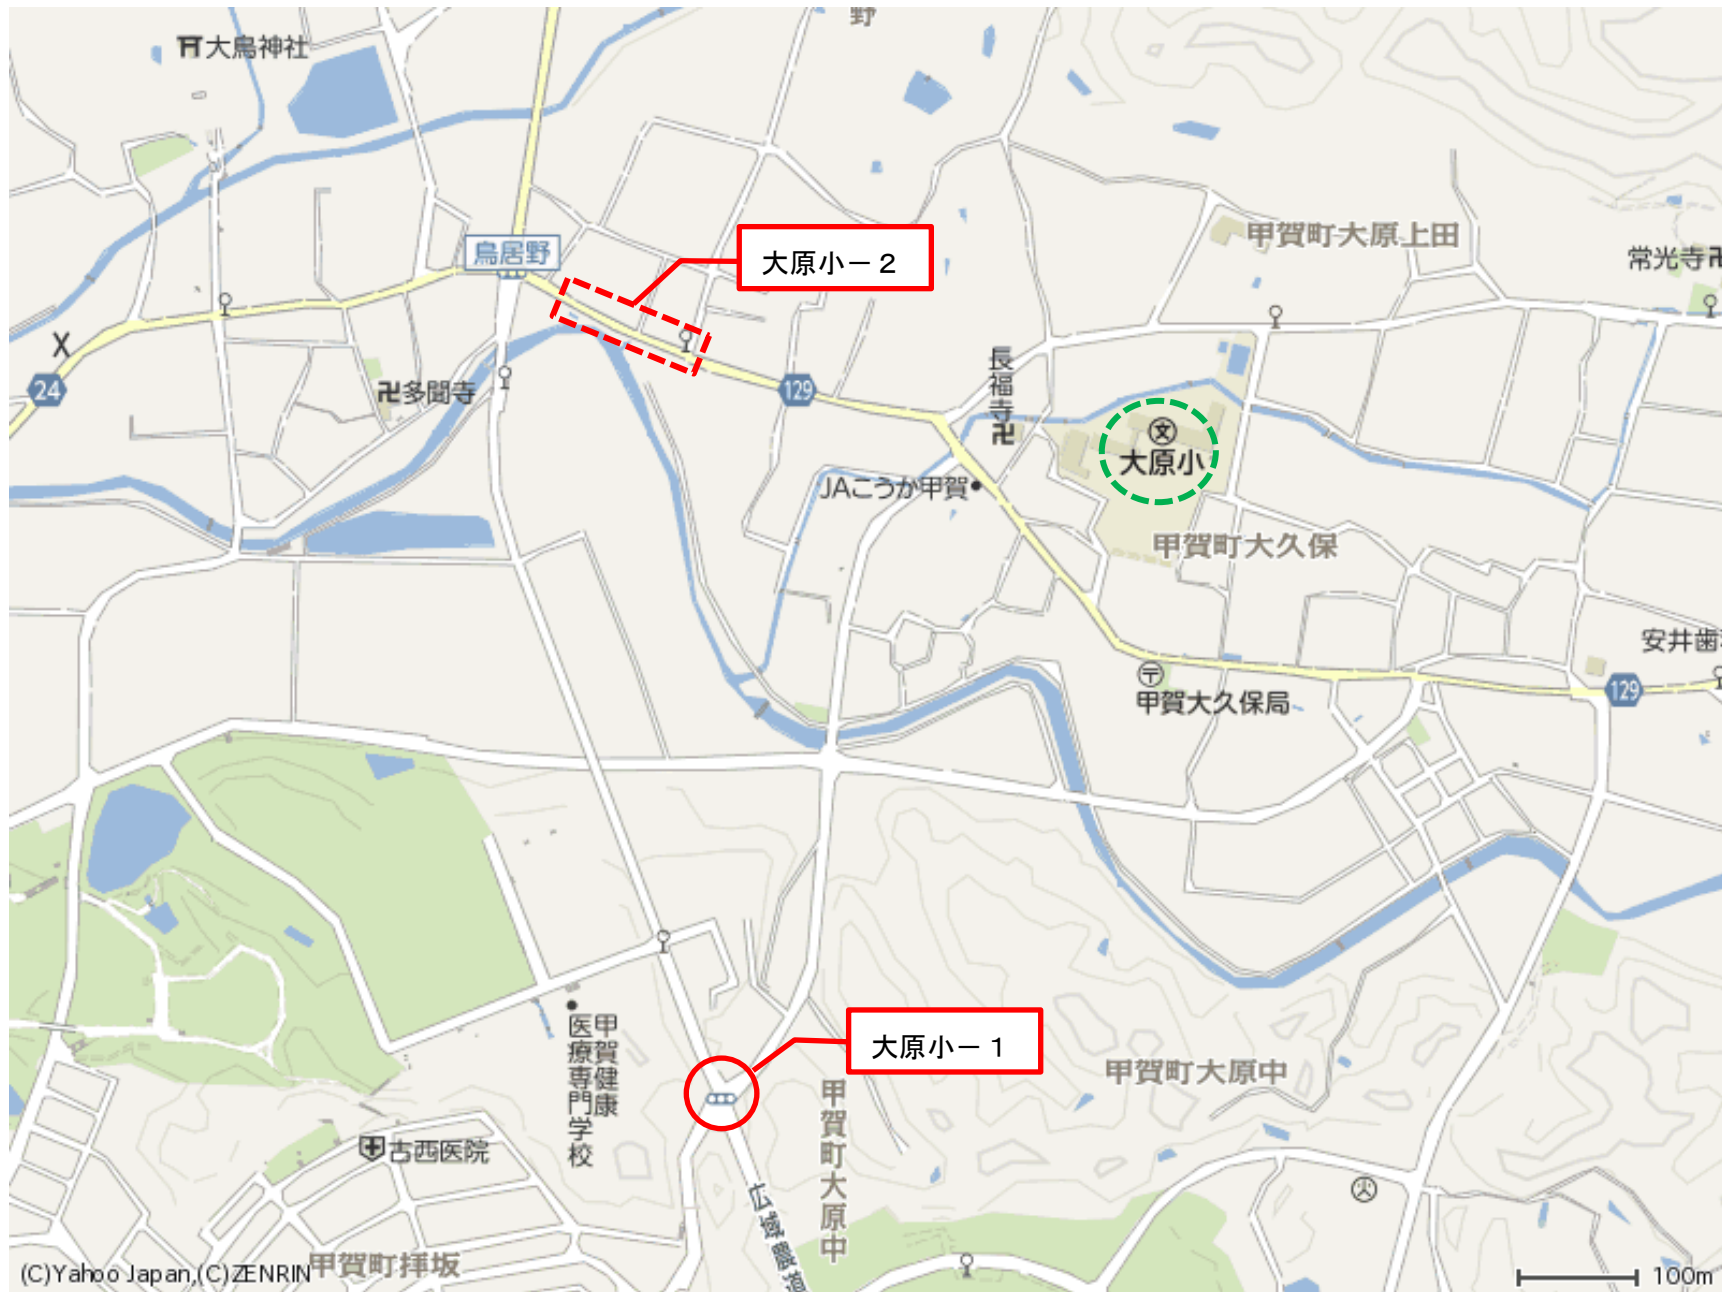 野
大鳥神社
鳥居野
大原小－２
甲賀町大原上田
常光寺
24
多聞寺
129
長福寺
文
大原小
JAこうか甲賀
甲賀町大久保
安井歯
甲賀大久保局
129
大原小－１
甲賀健康
医療専門学校
甲賀町大原中
甲賀町大原中
古西医院
広域農道
甲賀町拝坂
(C)Yahoo Japan,(C)ZENRIN
100m